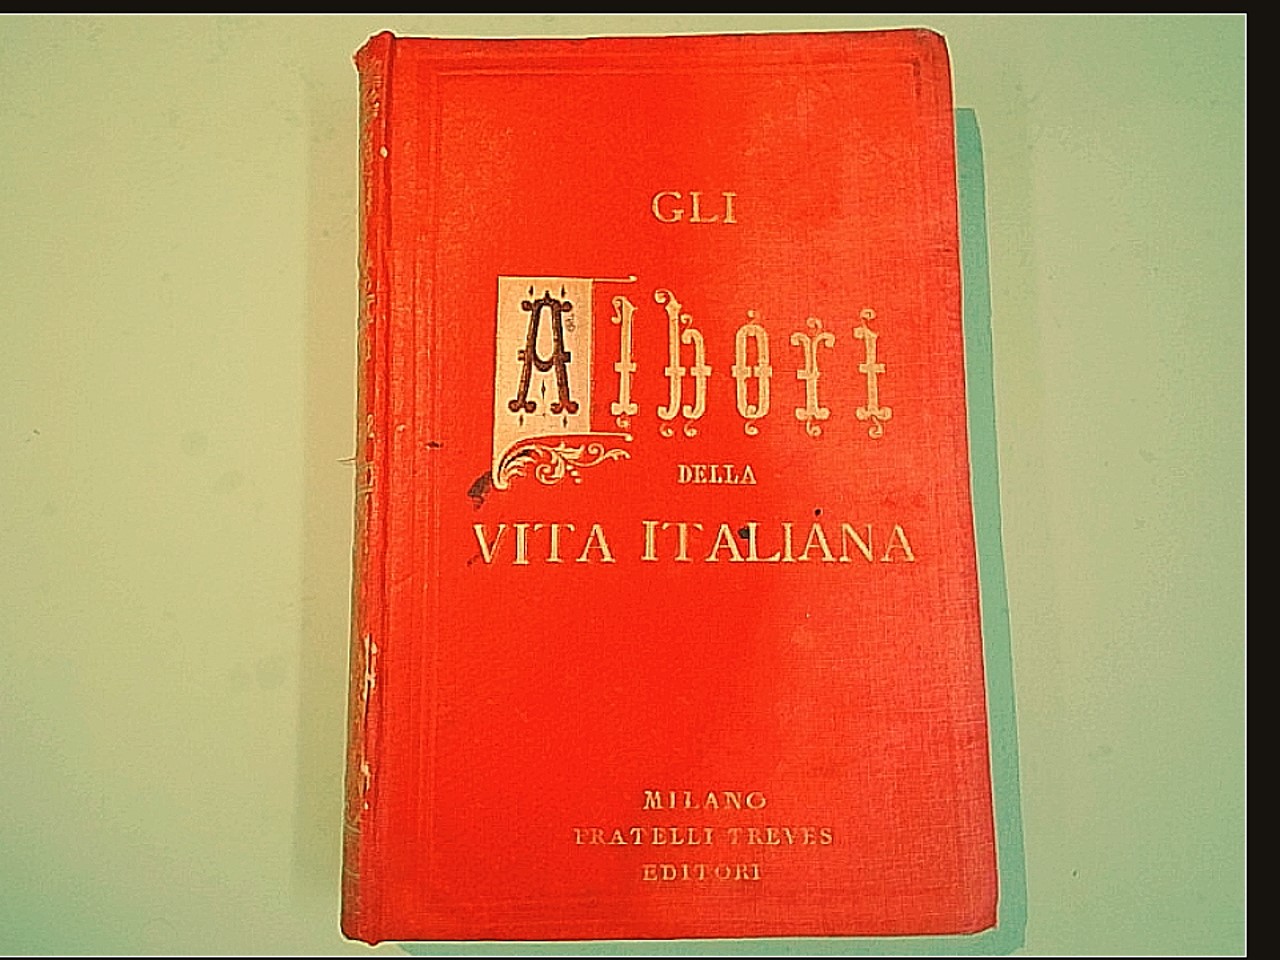 GLI
Albori
DELLA
VITA ITALIANA
MILANO
FRATELLI TREVES
EDITORI